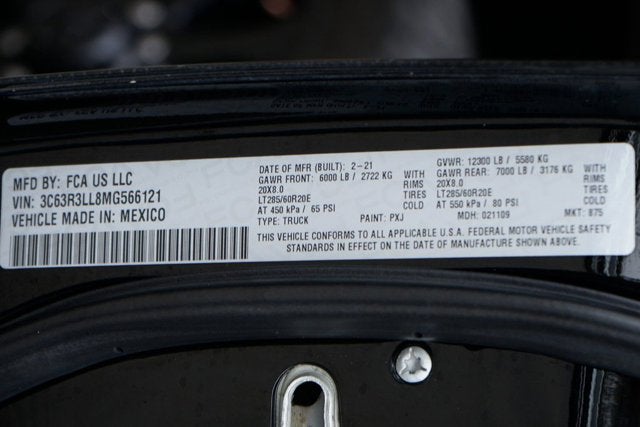 MFD BY: FCA US LLC
VIN: 3C63R3LL8MG566121
VEHICLE MADE IN: MEXICO
DATE OF MFR (BUILT): 2-21
GAWR FRONT: 6000 LB / 2722 KG
20X8.0
LT285/60R20E
AT 450 kPa / 65 PSI
TYPE: TRUCK
WITH
RIMS
TIRES
COLD
PAINT: PXJ
GVWR: 12300 LB / 5580 KG
GAWR REAR: 7000 LB / 3176 KG
20X8.0
LT285/60R20E
AT 550 kPa / 80 PSI
MDH: 021109
WITH
RIMS
TIRES
COLD
MKT: 875
THIS VEHICLE CONFORMS TO ALL APPLICABLE U.S.A. FEDERAL MOTOR VEHICLE SAFETY
STANDARDS IN EFFECT ON THE DATE OF MANUFACTURE SHOWN ABOVE.